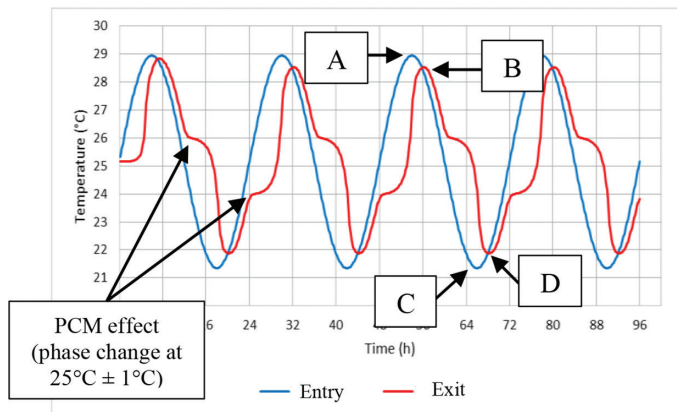 30
29
28
27
26
25
24
23
22
21
Temperature (°C)
A
B
C
D
PCM effect
(phase change at
25°C ± 1°C)
16 24 32 40 64 72 80 88 96
Time (h)
Entry Exit